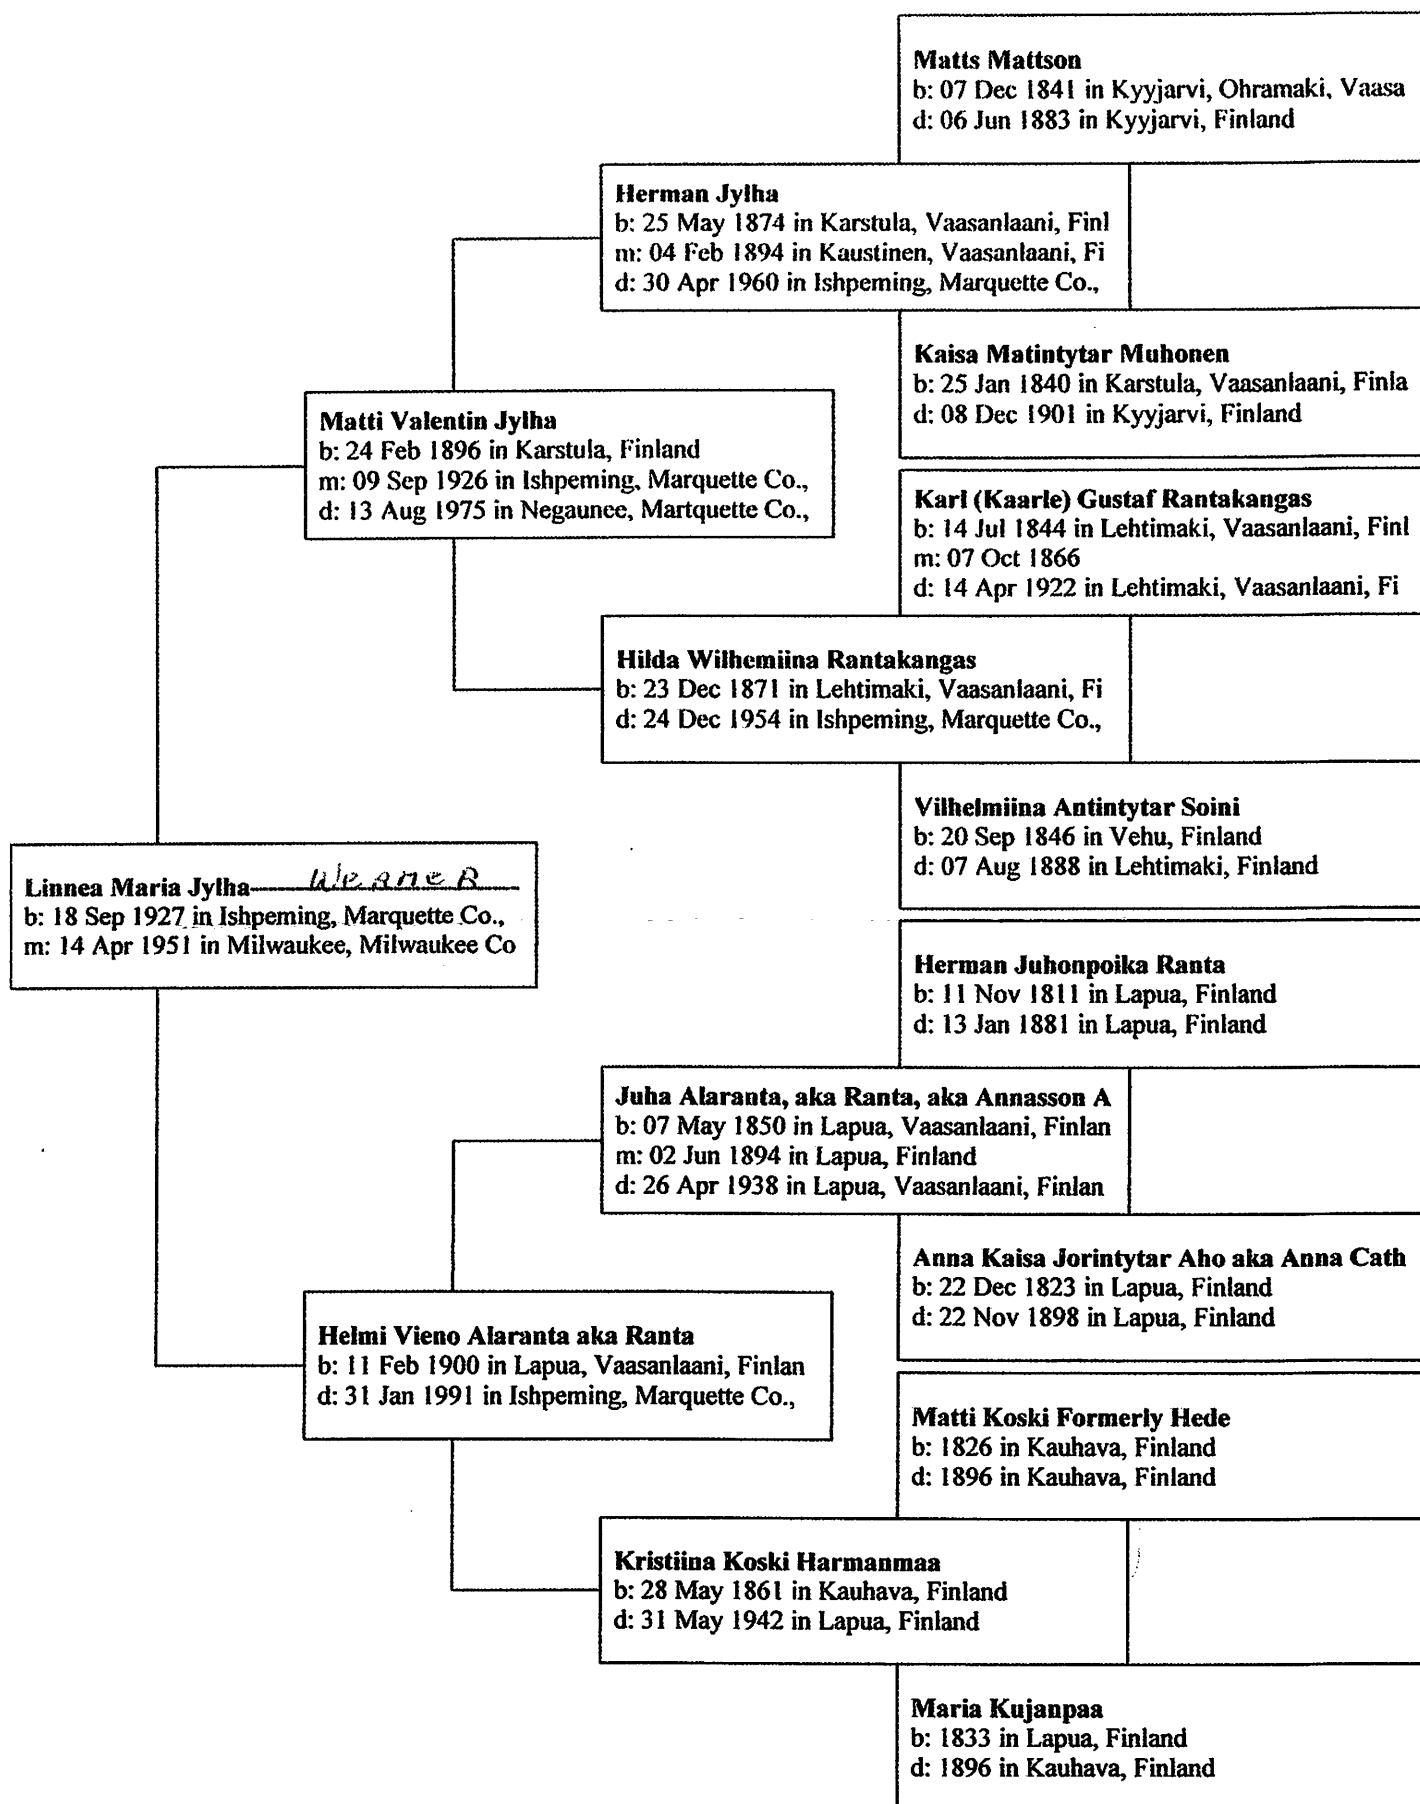 Matts Mattson
b: 07 Dec 1841 in Kyyjarvi, Ohramaki, Vaasa
d: 06 Jun 1883 in Kyyjarvi, Finland
Herman Jylha
b: 25 May 1874 in Karstula, Vaasanlaani, Finl
m: 04 Feb 1894 in Kaustinen, Vaasanlaani, Fi
d: 30 Apr 1960 in Ishpeming, Marquette Co.,
Kaisa Matintytar Muhonen
b: 25 Jan 1840 in Karstula, Vaasanlaani, Finla
d: 08 Dec 1901 in Kyyjarvi, Finland
Matti Valentin Jylha
b: 24 Feb 1896 in Karstula, Finland
m: 09 Sep 1926 in Ishpeming, Marquette Co.,
d: 13 Aug 1975 in Negaunee, Martquette Co.,
Karl (Kaarle) Gustaf Rantakangas
b: 14 Jul 1844 in Lehtimaki, Vaasanlaani, Finl
m: 07 Oct 1866
d: 14 Apr 1922 in Lehtimaki, Vaasanlaani, Fi
Hilda Wilhemiina Rantakangas
b: 23 Dec 1871 in Lehtimaki, Vaasanlaani, Fi
d: 24 Dec 1954 in Ishpeming, Marquette Co.,
Vilhelmiina Antintytar Soini
b: 20 Sep 1846 in Vehu, Finland
d: 07 Aug 1888 in Lehtimaki, Finland
Linnea Maria Jylha
b: 18 Sep 1927 in Ishpeming, Marquette Co.,
m: 14 Apr 1951 in Milwaukee, Milwaukee Co
Herman Juhonpoika Ranta
b: 11 Nov 1811 in Lapua, Finland
d: 13 Jan 1881 in Lapua, Finland
Juha Alaranta, aka Ranta, aka Annasson A
b: 07 May 1850 in Lapua, Vaasanlaani, Finlan
m: 02 Jun 1894 in Lapua, Finland
d: 26 Apr 1938 in Lapua, Vaasanlaani, Finlan
Anna Kaisa Jorintytar Aho aka Anna Cath
b: 22 Dec 1823 in Lapua, Finland
d: 22 Nov 1898 in Lapua, Finland
Helmi Vieno Alaranta aka Ranta
b: 11 Feb 1900 in Lapua, Vaasanlaani, Finlan
d: 31 Jan 1991 in Ishpeming, Marquette Co.,
Matti Koski Formerly Hede
b: 1826 in Kauhava, Finland
d: 1896 in Kauhava, Finland
Kristiina Koski Harmanmaa
b: 28 May 1861 in Kauhava, Finland
d: 31 May 1942 in Lapua, Finland
Maria Kujanpaa
b: 1833 in Lapua, Finland
d: 1896 in Kauhava, Finland